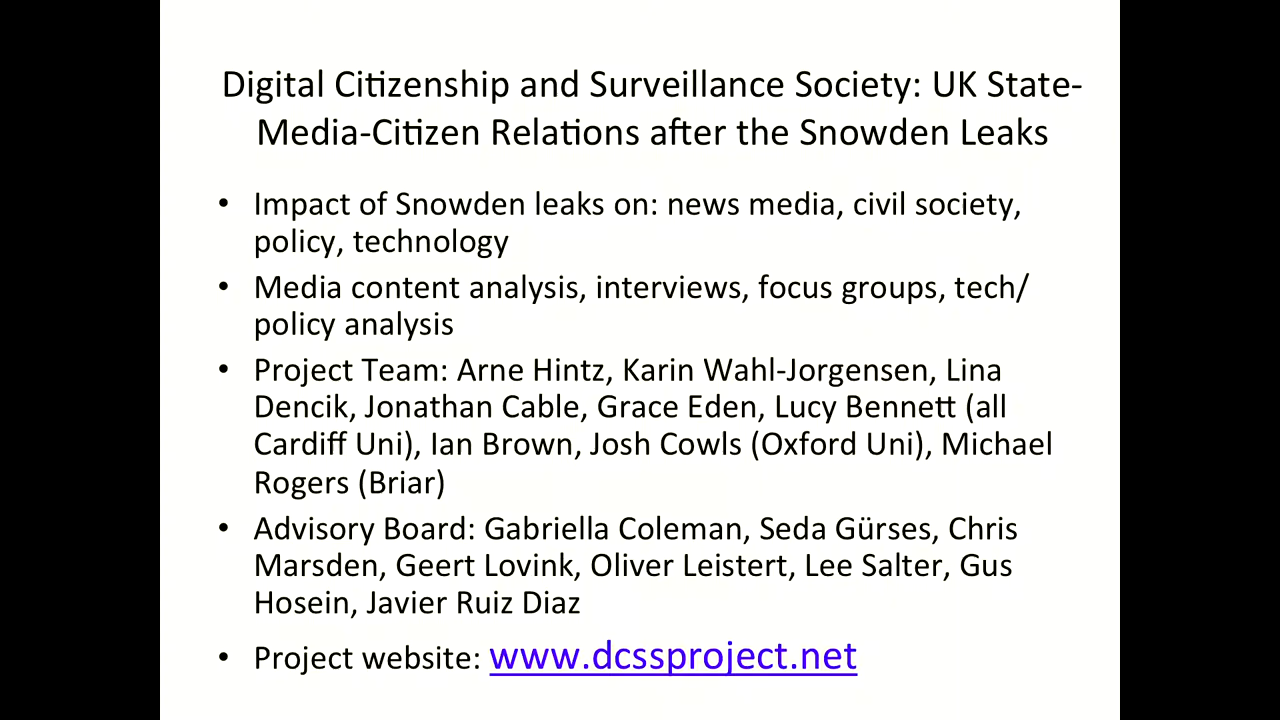 Digital Citizenship and Surveillance Society: UK State-
Media-Citizen Relations after the Snowden Leaks
• Impact of Snowden leaks on: news media, civil society,
policy, technology
• Media content analysis, interviews, focus groups, tech/
policy analysis
• Project Team: Arne Hintz, Karin Wahl-Jorgensen, Lina
Dencik, Jonathan Cable, Grace Eden, Lucy Bennett (all
Cardiff Uni), Ian Brown, Josh Cowls (Oxford Uni), Michael
Rogers (Briar)
• Advisory Board: Gabriella Coleman, Seda Gürses, Chris
Marsden, Geert Lovink, Oliver Leistert, Lee Salter, Gus
Hosein, Javier Ruiz Diaz
• Project website: www.dcssproject.net